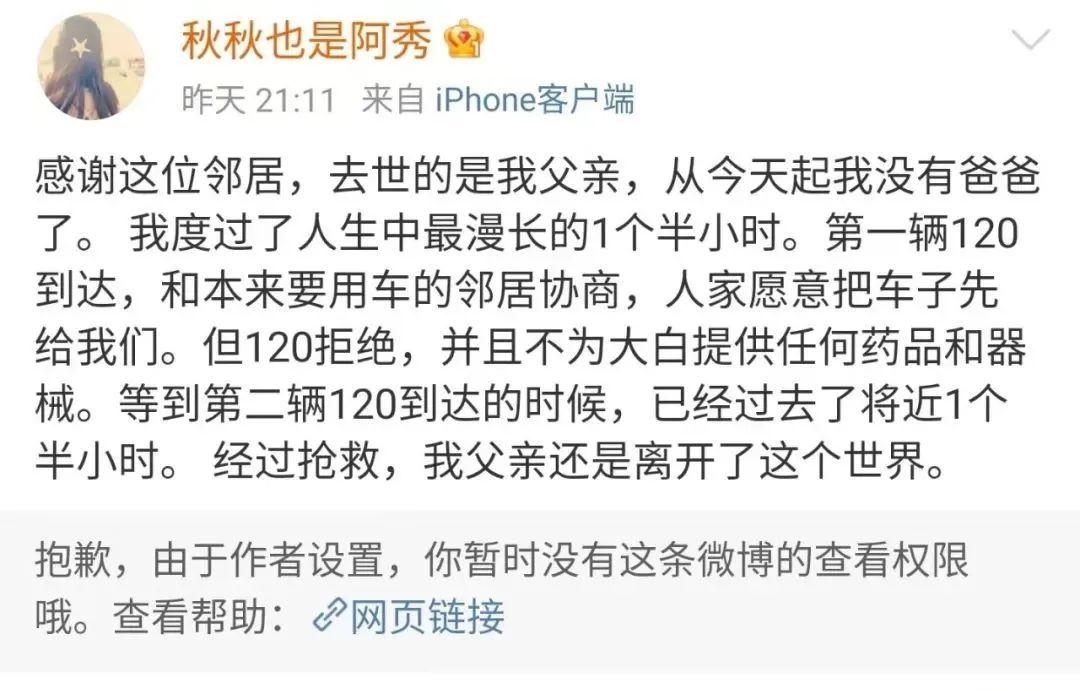 秋秋也是阿秀
昨天 21:11 来自 iPhone客户端
感谢这位邻居，去世的是我父亲，从今天起我没有爸爸
了。 我度过了人生中最漫长的1个半小时。第一辆120
到达，和本来要用车的邻居协商，人家愿意把车子先
给我们。但120拒绝，并且不为大白提供任何药品和器
械。等到第二辆120到达的时候，已经过去了将近1个
半小时。 经过抢救，我父亲还是离开了这个世界。
抱歉，由于作者设置，你暂时没有这条微博的查看权限
哦。查看帮助： 网页链接